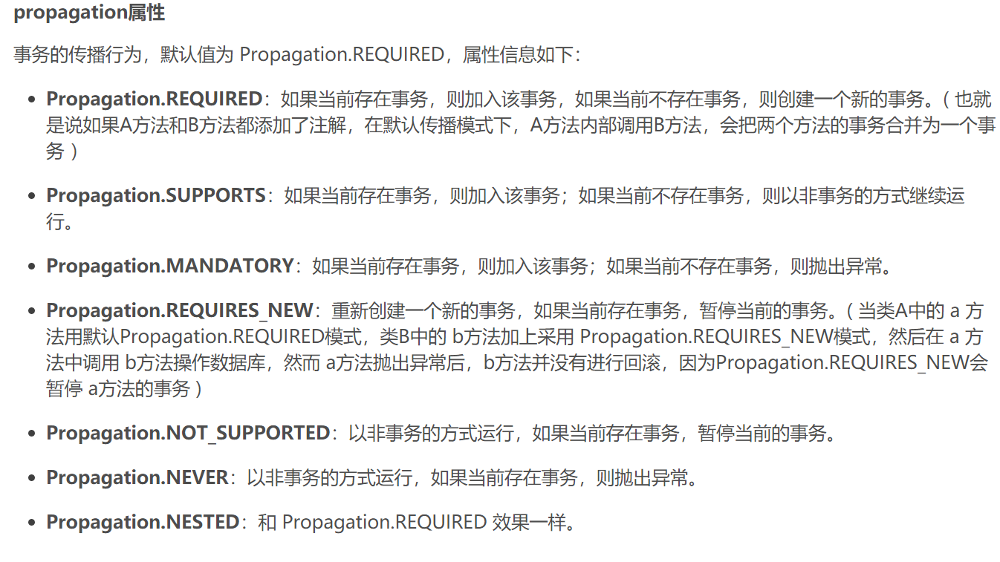 propagation属性
事务的传播行为，默认值为 Propagation.REQUIRED，属性信息如下：
• Propagation.REQUIRED：如果当前存在事务，则加入该事务，如果当前不存在事务，则创建一个新的事务。( 也就
是说如果A方法和B方法都添加了注解，在默认传播模式下，A方法内部调用B方法，会把两个方法的事务合并为一个事
务 ）
• Propagation.SUPPORTS：如果当前存在事务，则加入该事务；如果当前不存在事务，则以非事务的方式继续运
行。
• Propagation.MANDATORY：如果当前存在事务，则加入该事务；如果当前不存在事务，则抛出异常。
• Propagation.REQUIRES_NEW：重新创建一个新的事务，如果当前存在事务，暂停当前的事务。( 当类A中的 a 方
法用默认Propagation.REQUIRED模式，类B中的 b方法加上采用 Propagation.REQUIRES_NEW模式，然后在 a 方
法中调用 b方法操作数据库，然而 a方法抛出异常后，b方法并没有进行回滚，因为Propagation.REQUIRES_NEW会
暂停 a方法的事务 )
• Propagation.NOT_SUPPORTED：以非事务的方式运行，如果当前存在事务，暂停当前的事务。
• Propagation.NEVER：以非事务的方式运行，如果当前存在事务，则抛出异常。
• Propagation.NESTED：和 Propagation.REQUIRED 效果一样。